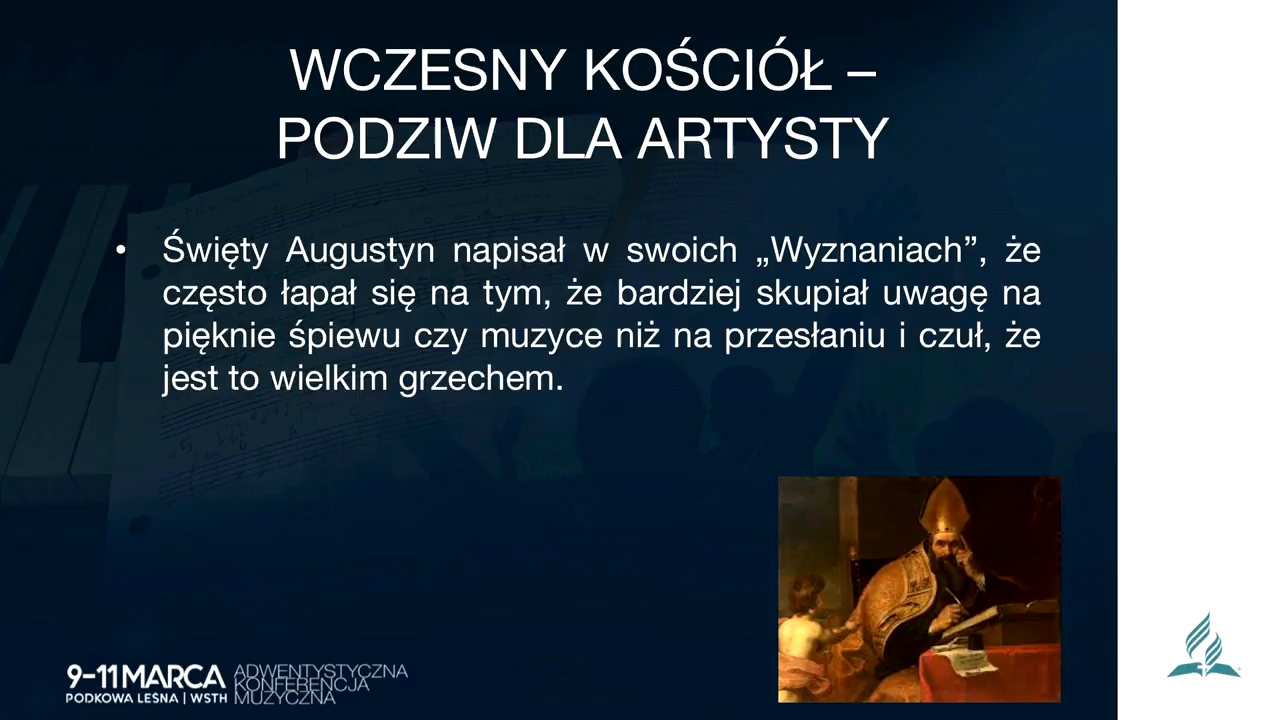 WCZESNY KOŚCIÓŁ –
PODZIW DLA ARTYSTY
• Święty Augustyn napisał w swoich „Wyznaniach”, że
często łapał się na tym, że bardziej skupiał uwagę na
pięknie śpiewu czy muzyce niż na przesłaniu i czuł, że
jest to wielkim grzechem.
9-11 MARCA
PODKOWA LEŚNA | WSTH
ADWENTYSTYCZNA
KONFERENCJA
MUZYCZNA